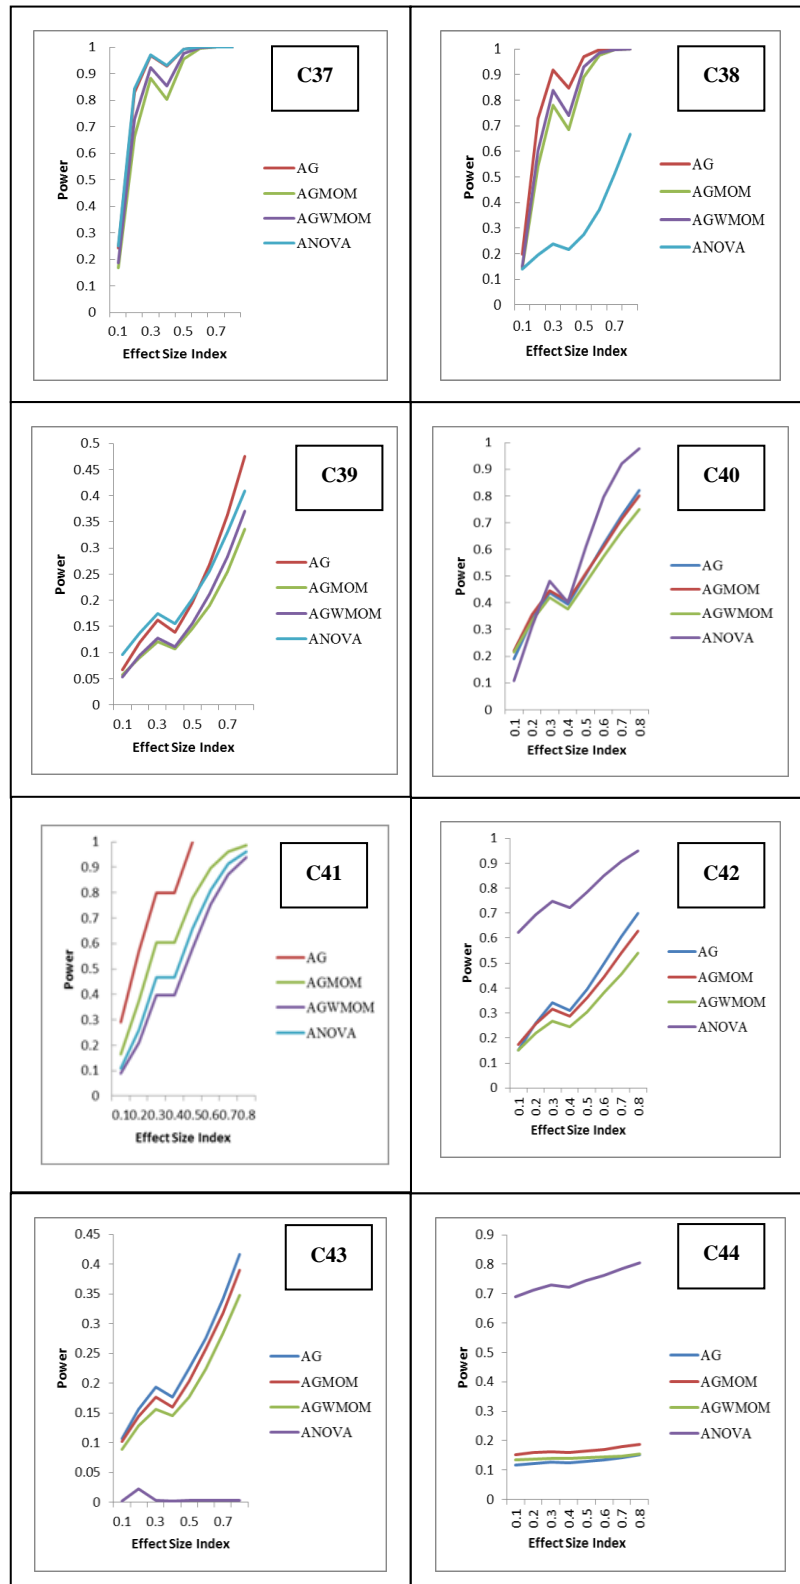 C37
1
0.9
0.8
0.7
0.6
0.5
0.4
0.3
0.2
0.1
0
Power
0.1 0.3 0.5 0.7
Effect Size Index
AG
AGMOM
AGWMOM
ANOVA
C38
1
0.9
0.8
0.7
0.6
0.5
0.4
0.3
0.2
0.1
0
Power
0.1 0.3 0.5 0.7
Effect Size Index
AG
AGMOM
AGWMOM
ANOVA
C39
0.5
0.45
0.4
0.35
0.3
0.25
0.2
0.15
0.1
0.05
0
Power
0.1 0.3 0.5 0.7
Effect Size Index
AG
AGMOM
AGWMOM
ANOVA
C40
1
0.9
0.8
0.7
0.6
0.5
0.4
0.3
0.2
0.1
0
Power
0.1 0.2 0.3 0.4 0.5 0.6 0.7 0.8
Effect Size Index
AG
AGMOM
AGWMOM
ANOVA
C41
1
0.9
0.8
0.7
0.6
0.5
0.4
0.3
0.2
0.1
0
Power
0.10.20.30.40.50.60.70.8
Effect Size Index
AG
AGMOM
AGWMOM
ANOVA
C42
1
0.9
0.8
0.7
0.6
0.5
0.4
0.3
0.2
0.1
0
Power
0.1 0.2 0.3 0.4 0.5 0.6 0.7 0.8
Effect Size Index
AG
AGMOM
AGWMOM
ANOVA
C43
0.45
0.4
0.35
0.3
0.25
0.2
0.15
0.1
0.05
0
Power
0.1 0.3 0.5 0.7
Effect Size Index
AG
AGMOM
AGWMOM
ANOVA
C44
0.9
0.8
0.7
0.6
0.5
0.4
0.3
0.2
0.1
0
Power
0.1 0.2 0.3 0.4 0.5 0.6 0.7 0.8
Effect Size Index
AG
AGMOM
AGWMOM
ANOVA